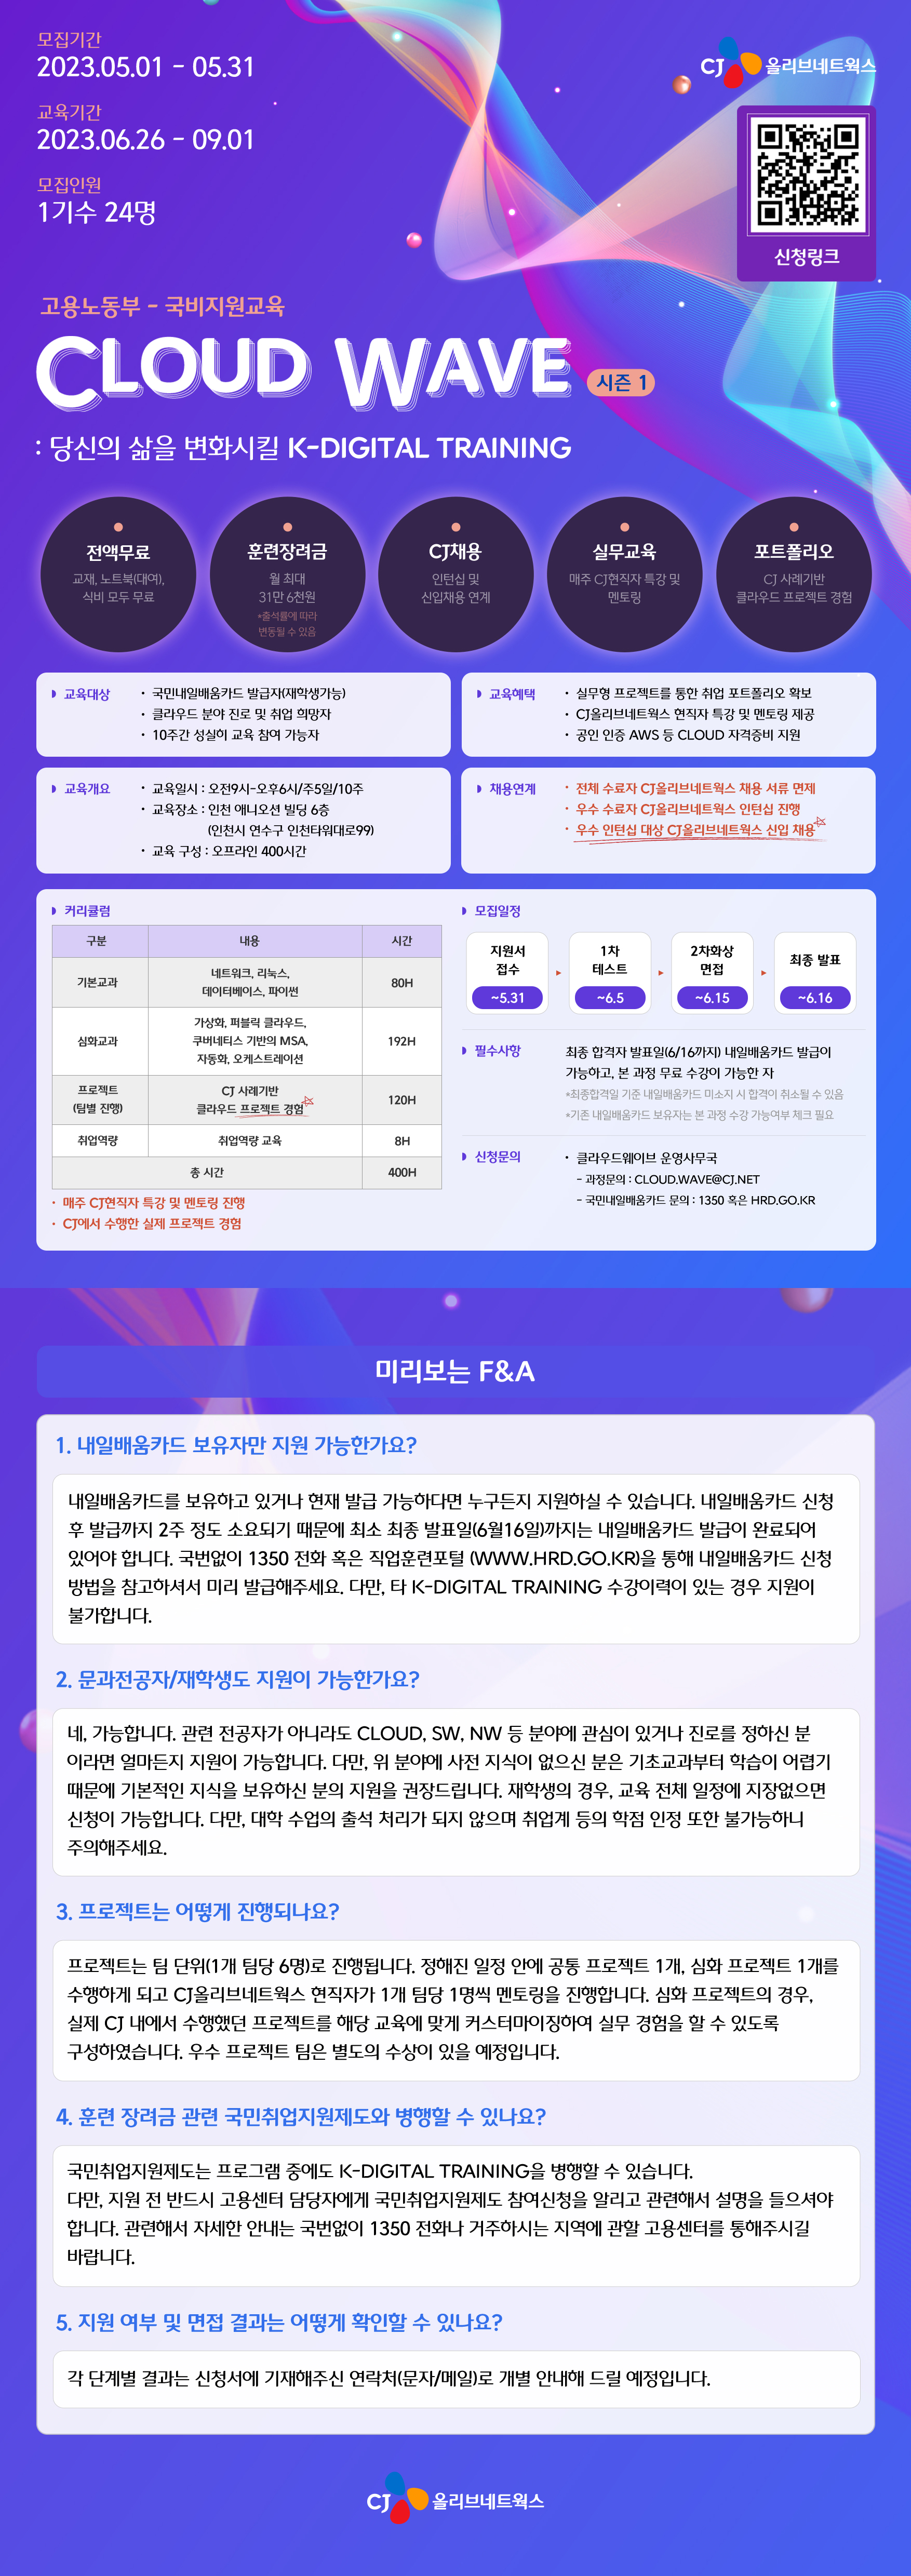 모집기간
2023.05.01 - 05.31
교육기간
2023.06.26 - 09.01
모집인원
1기수 24명
CJ 올리브네트웍스
신청링크
고용노동부 - 국비지원교육
CLOUD WAVE 시즌 1
: 당신의 삶을 변화시킬 K-DIGITAL TRAINING
전액무료
교재, 노트북(대여),
식비 모두 무료
훈련장려금
월 최대
31만 6천원
*출석률에 따라
변동될 수 있음
CJ채용
인턴십 및
신입채용 연계
실무교육
매주 CJ현직자 특강 및
멘토링
포트폴리오
CJ 사례기반
클라우드 프로젝트 경험
교육대상
• 국민내일배움카드 발급자(재학생가능)
• 클라우드 분야 진로 및 취업 희망자
• 10주간 성실히 교육 참여 가능자
교육혜택
• 실무형 프로젝트를 통한 취업 포트폴리오 확보
• CJ올리브네트웍스 현직자 특강 및 멘토링 제공
• 공인 인증 AWS 등 CLOUD 자격증비 지원
교육개요
• 교육일시 : 오전9시-오후6시/주5일/10주
• 교육장소 : 인천 애니오션 빌딩 6층
(인천시 연수구 인천타워대로99)
• 교육 구성 : 오프라인 400시간
채용연계
• 전체 수료자 CJ올리브네트웍스 채용 서류 면제
• 우수 수료자 CJ올리브네트웍스 인턴십 진행
• 우수 인턴십 대상 CJ올리브네트웍스 신입 채용
커리큘럼
구분 내용 시간
기본교과 네트워크, 리눅스, 80H
데이터베이스, 파이썬
심화교과 가상화, 퍼블릭 클라우드, 192H
쿠버네티스 기반의 MSA,
자동화, 오케스트레이션
프로젝트 CJ 사례기반 120H
(팀별 진행) 클라우드 프로젝트 경험
취업역량 취업역량 교육 8H
총 시간 400H
• 매주 CJ현직자 특강 및 멘토링 진행
• CJ에서 수행한 실제 프로젝트 경험
모집일정
지원서
접수
~5.31
1차
테스트
~6.5
2차화상
면접
~6.15
최종 발표
~6.16
필수사항
최종 합격자 발표일(6/16까지) 내일배움카드 발급이
가능하고, 본 과정 무료 수강이 가능한 자
*최종합격일 기준 내일배움카드 미소지 시 합격이 취소될 수 있음
*기존 내일배움카드 보유자는 본 과정 수강 가능여부 체크 필요
신청문의
• 클라우드웨이브 운영사무국
- 과정문의 : CLOUD.WAVE@CJ.NET
- 국민내일배움카드 문의 : 1350 혹은 HRD.GO.KR
미리보는 F&A
1. 내일배움카드 보유자만 지원 가능한가요?
내일배움카드를 보유하고 있거나 현재 발급 가능하다면 누구든지 지원하실 수 있습니다. 내일배움카드 신청
후 발급까지 2주 정도 소요되기 때문에 최소 최종 발표일(6월16일)까지는 내일배움카드 발급이 완료되어
있어야 합니다. 국번없이 1350 전화 혹은 직업훈련포털 (WWW.HRD.GO.KR)을 통해 내일배움카드 신청
방법을 참고하셔서 미리 발급해주세요. 다만, 타 K-DIGITAL TRAINING 수강이력이 있는 경우 지원이
불가합니다.
2. 문과전공자/재학생도 지원이 가능한가요?
네, 가능합니다. 관련 전공자가 아니라도 CLOUD, SW, NW 등 분야에 관심이 있거나 진로를 정하신 분
이라면 얼마든지 지원이 가능합니다. 다만, 위 분야에 사전 지식이 없으신 분은 기초교과부터 학습이 어렵기
때문에 기본적인 지식을 보유하신 분의 지원을 권장드립니다. 재학생의 경우, 교육 전체 일정에 지장없으면
신청이 가능합니다. 다만, 대학 수업의 출석 처리가 되지 않으며 취업계 등의 학점 인정 또한 불가능하니
주의해주세요.
3. 프로젝트는 어떻게 진행되나요?
프로젝트는 팀 단위(1개 팀당 6명)로 진행됩니다. 정해진 일정 안에 공통 프로젝트 1개, 심화 프로젝트 1개를
수행하게 되고 CJ올리브네트웍스 현직자가 1개 팀당 1명씩 멘토링을 진행합니다. 심화 프로젝트의 경우,
실제 CJ 내에서 수행했던 프로젝트를 해당 교육에 맞게 커스터마이징하여 실무 경험을 할 수 있도록
구성하였습니다. 우수 프로젝트 팀은 별도의 수상이 있을 예정입니다.
4. 훈련 장려금 관련 국민취업지원제도와 병행할 수 있나요?
국민취업지원제도는 프로그램 중에도 K-DIGITAL TRAINING을 병행할 수 있습니다.
다만, 지원 전 반드시 고용센터 담당자에게 국민취업지원제도 참여신청을 알리고 관련해서 설명을 들으셔야
합니다. 관련해서 자세한 안내는 국번없이 1350 전화나 거주하시는 지역에 관할 고용센터를 통해주시길
바랍니다.
5. 지원 여부 및 면접 결과는 어떻게 확인할 수 있나요?
각 단계별 결과는 신청서에 기재해주신 연락처(문자/메일)로 개별 안내해 드릴 예정입니다.
CJ 올리브네트웍스